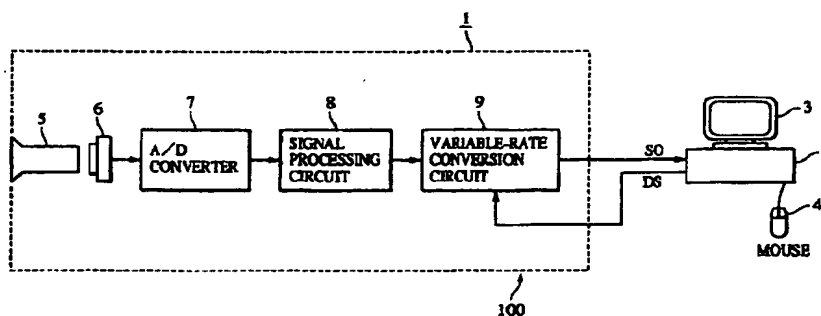 1
5
6
7
8
9
A/D
CONVERTER
SIGNAL
PROCESSING
CIRCUIT
VARIABLE-RATE
CONVERSION
CIRCUIT
SO
DS
3
4
MOUSE
100